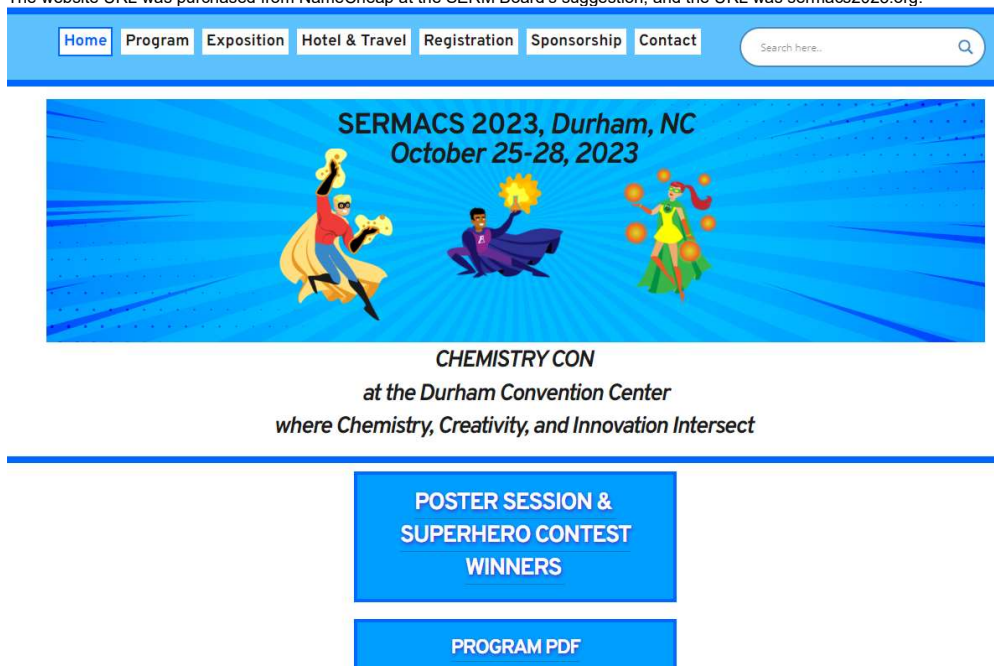 The website URL was purchased from NameCheap at the SERM Board's suggestion, and the URL was sermacs2023.org.
Home Program Exposition Hotel & Travel Registration Sponsorship Contact Search here..
SERMACS 2023, Durham, NC
October 25-28, 2023
CHEMISTRY CON
at the Durham Convention Center
where Chemistry, Creativity, and Innovation Intersect
POSTER SESSION &
SUPERHERO CONTEST
WINNERS
PROGRAM PDF